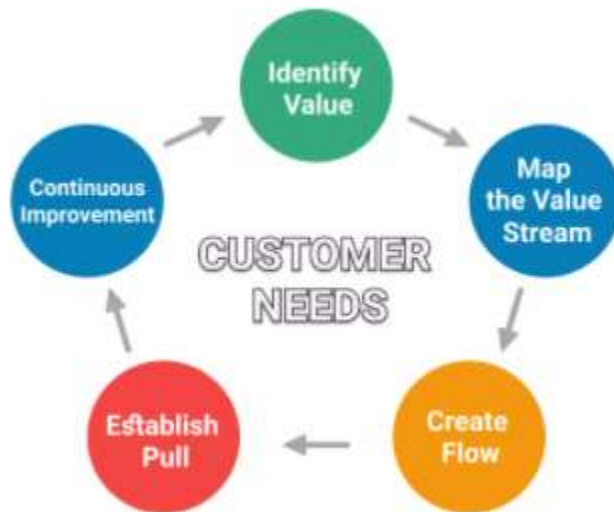 Identify
Value
Map
the Value
Stream
Create
Flow
Establish
Pull
Continuous
Improvement
CUSTOMER
NEEDS